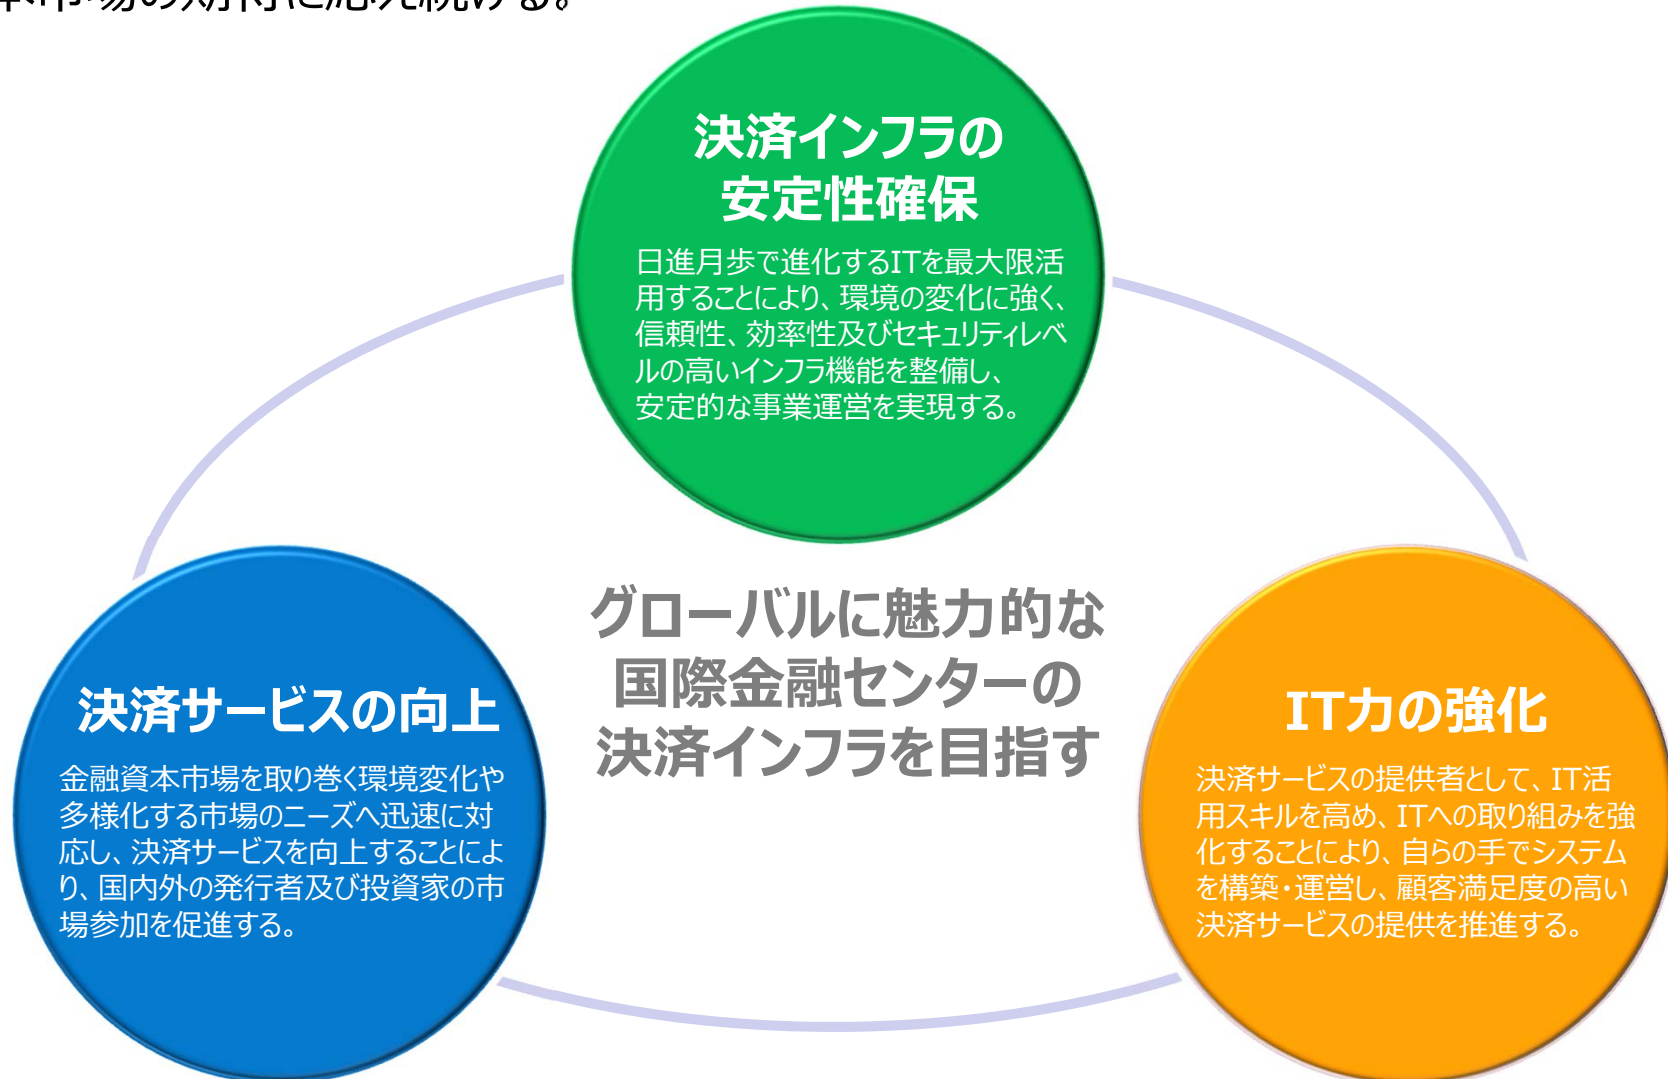 市場の期待に応え続ける。
決済インフラの
安定性確保
日進月歩で進化するITを最大限活
用することにより、環境の変化に強く、
信頼性、効率性及びセキュリティレベ
ルの高いインフラ機能を整備し、
安定的な事業運営を実現する。
グローバルに魅力的な
国際金融センターの
決済インフラを目指す
決済サービスの向上
金融資本市場を取り巻く環境変化や
多様化する市場のニーズへ迅速に対
応し、決済サービスを向上することによ
り、国内外の発行者及び投資家の市
場参加を促進する。
IT力の強化
決済サービスの提供者として、IT活
用スキルを高め、ITへの取り組みを強
化することにより、自らの手でシステム
を構築・運営し、顧客満足度の高い
決済サービスの提供を推進する。